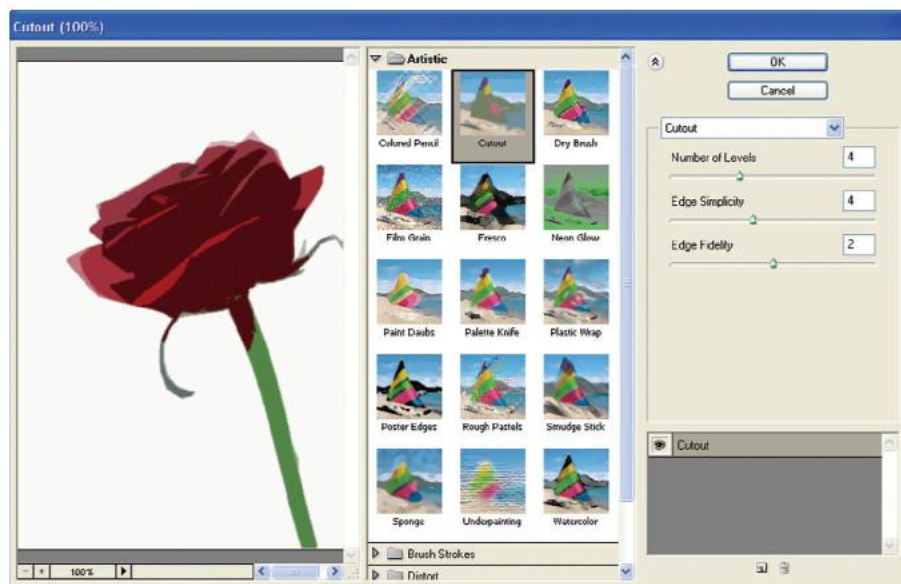 Cutout (100%)
Artistic
Colored Pencil
Cutout
Dry Brush
Film Grain
Fresco
Neon Glow
Paint Daubs
Palette Knife
Plastic Wrap
Poster Edges
Rough Pastels
Smudge Stick
Sponge
Underpainting
Watercolor
Brush Strokes
Distort
100%
OK
Cancel
Cutout
Number of Levels 4
Edge Simplicity 4
Edge Fidelity 2
Cutout